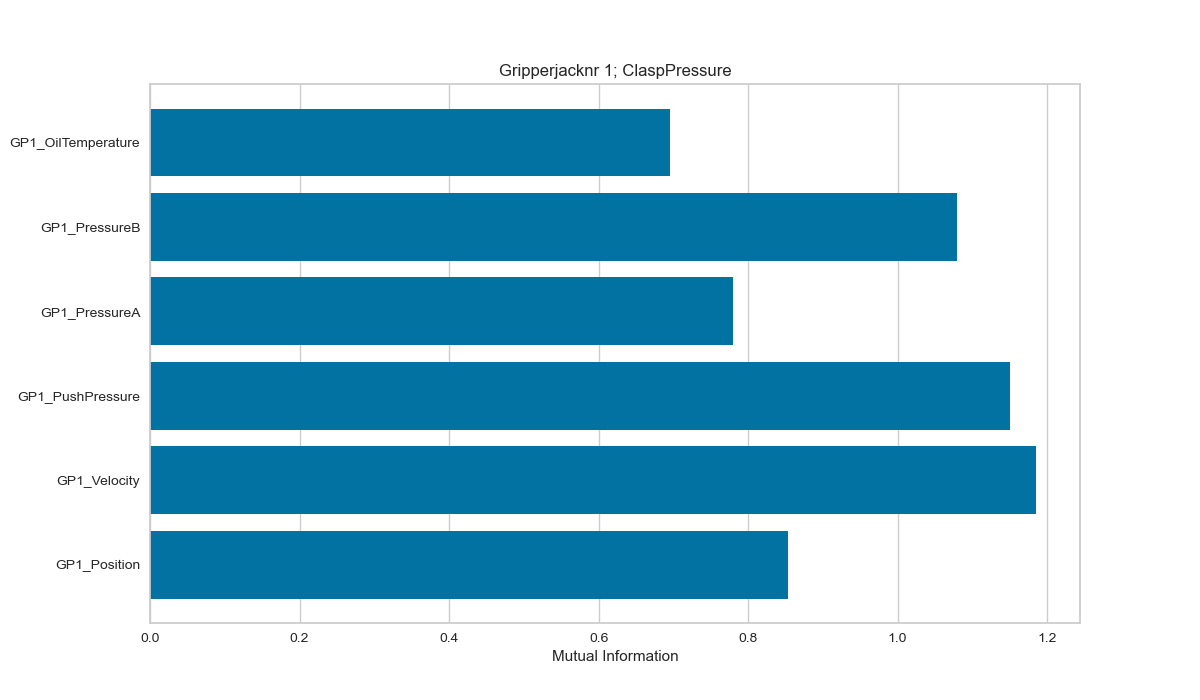 Gripperjacknr 1; ClaspPressure
GP1_OilTemperature
GP1_PressureB
GP1_PressureA
GP1_PushPressure
GP1_Velocity
GP1_Position
0.0 0.2 0.4 0.6 0.8 1.0 1.2
Mutual Information